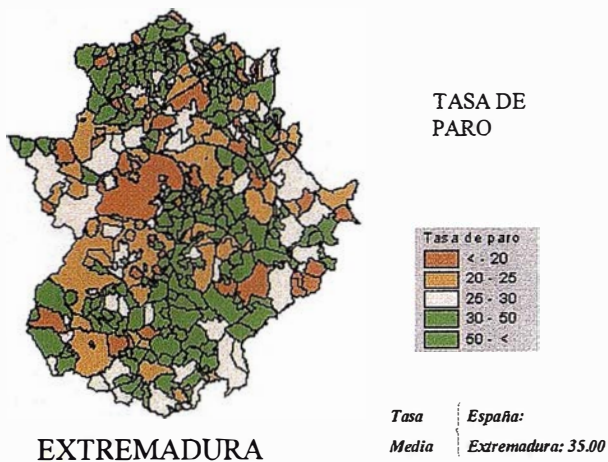 TASA DE
PARO
Tasa de paro
< - 20
20 - 25
25 - 30
30 - 50
50 - <
Tasa España:
Media Extremadura: 35.00
EXTREMADURA